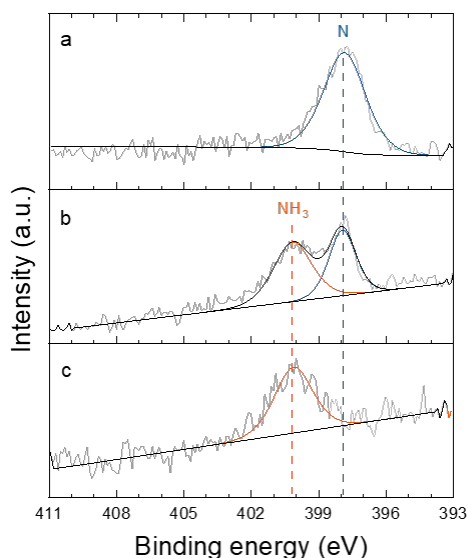 a
N
b
NH₃
c
Intensity (a.u.)
411 408 405 402 399 396 393
Binding energy (eV)